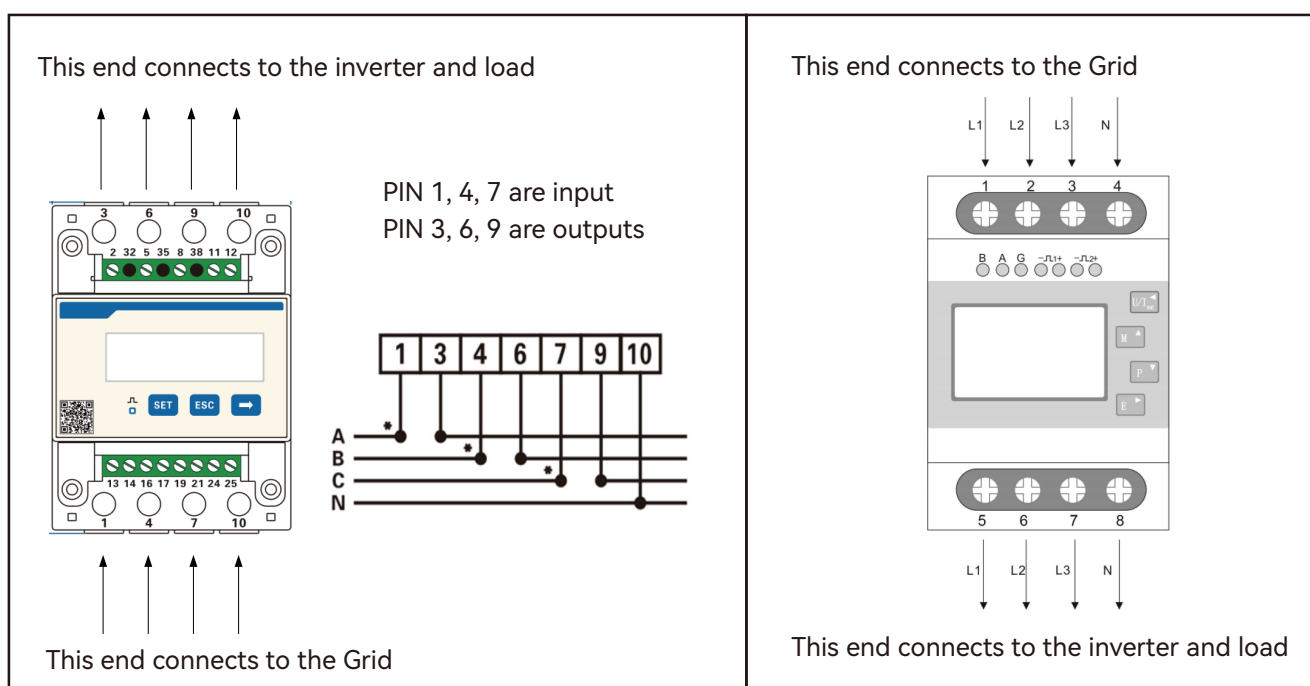 This end connects to the inverter and load
3 6 9 10
2 32 5 35 8 38 11 12
SET ESC
13 14 16 17 19 21 24 25
1 4 7 10
This end connects to the Grid
PIN 1, 4, 7 are input
PIN 3, 6, 9 are outputs
1 3 4 6 7 9 10
A *
B *
C *
N
This end connects to the Grid
L1 L2 L3 N
1 2 3 4
B A G -⎍1+ -⎍2+
M
P
E
5 6 7 8
L1 L2 L3 N
This end connects to the inverter and load